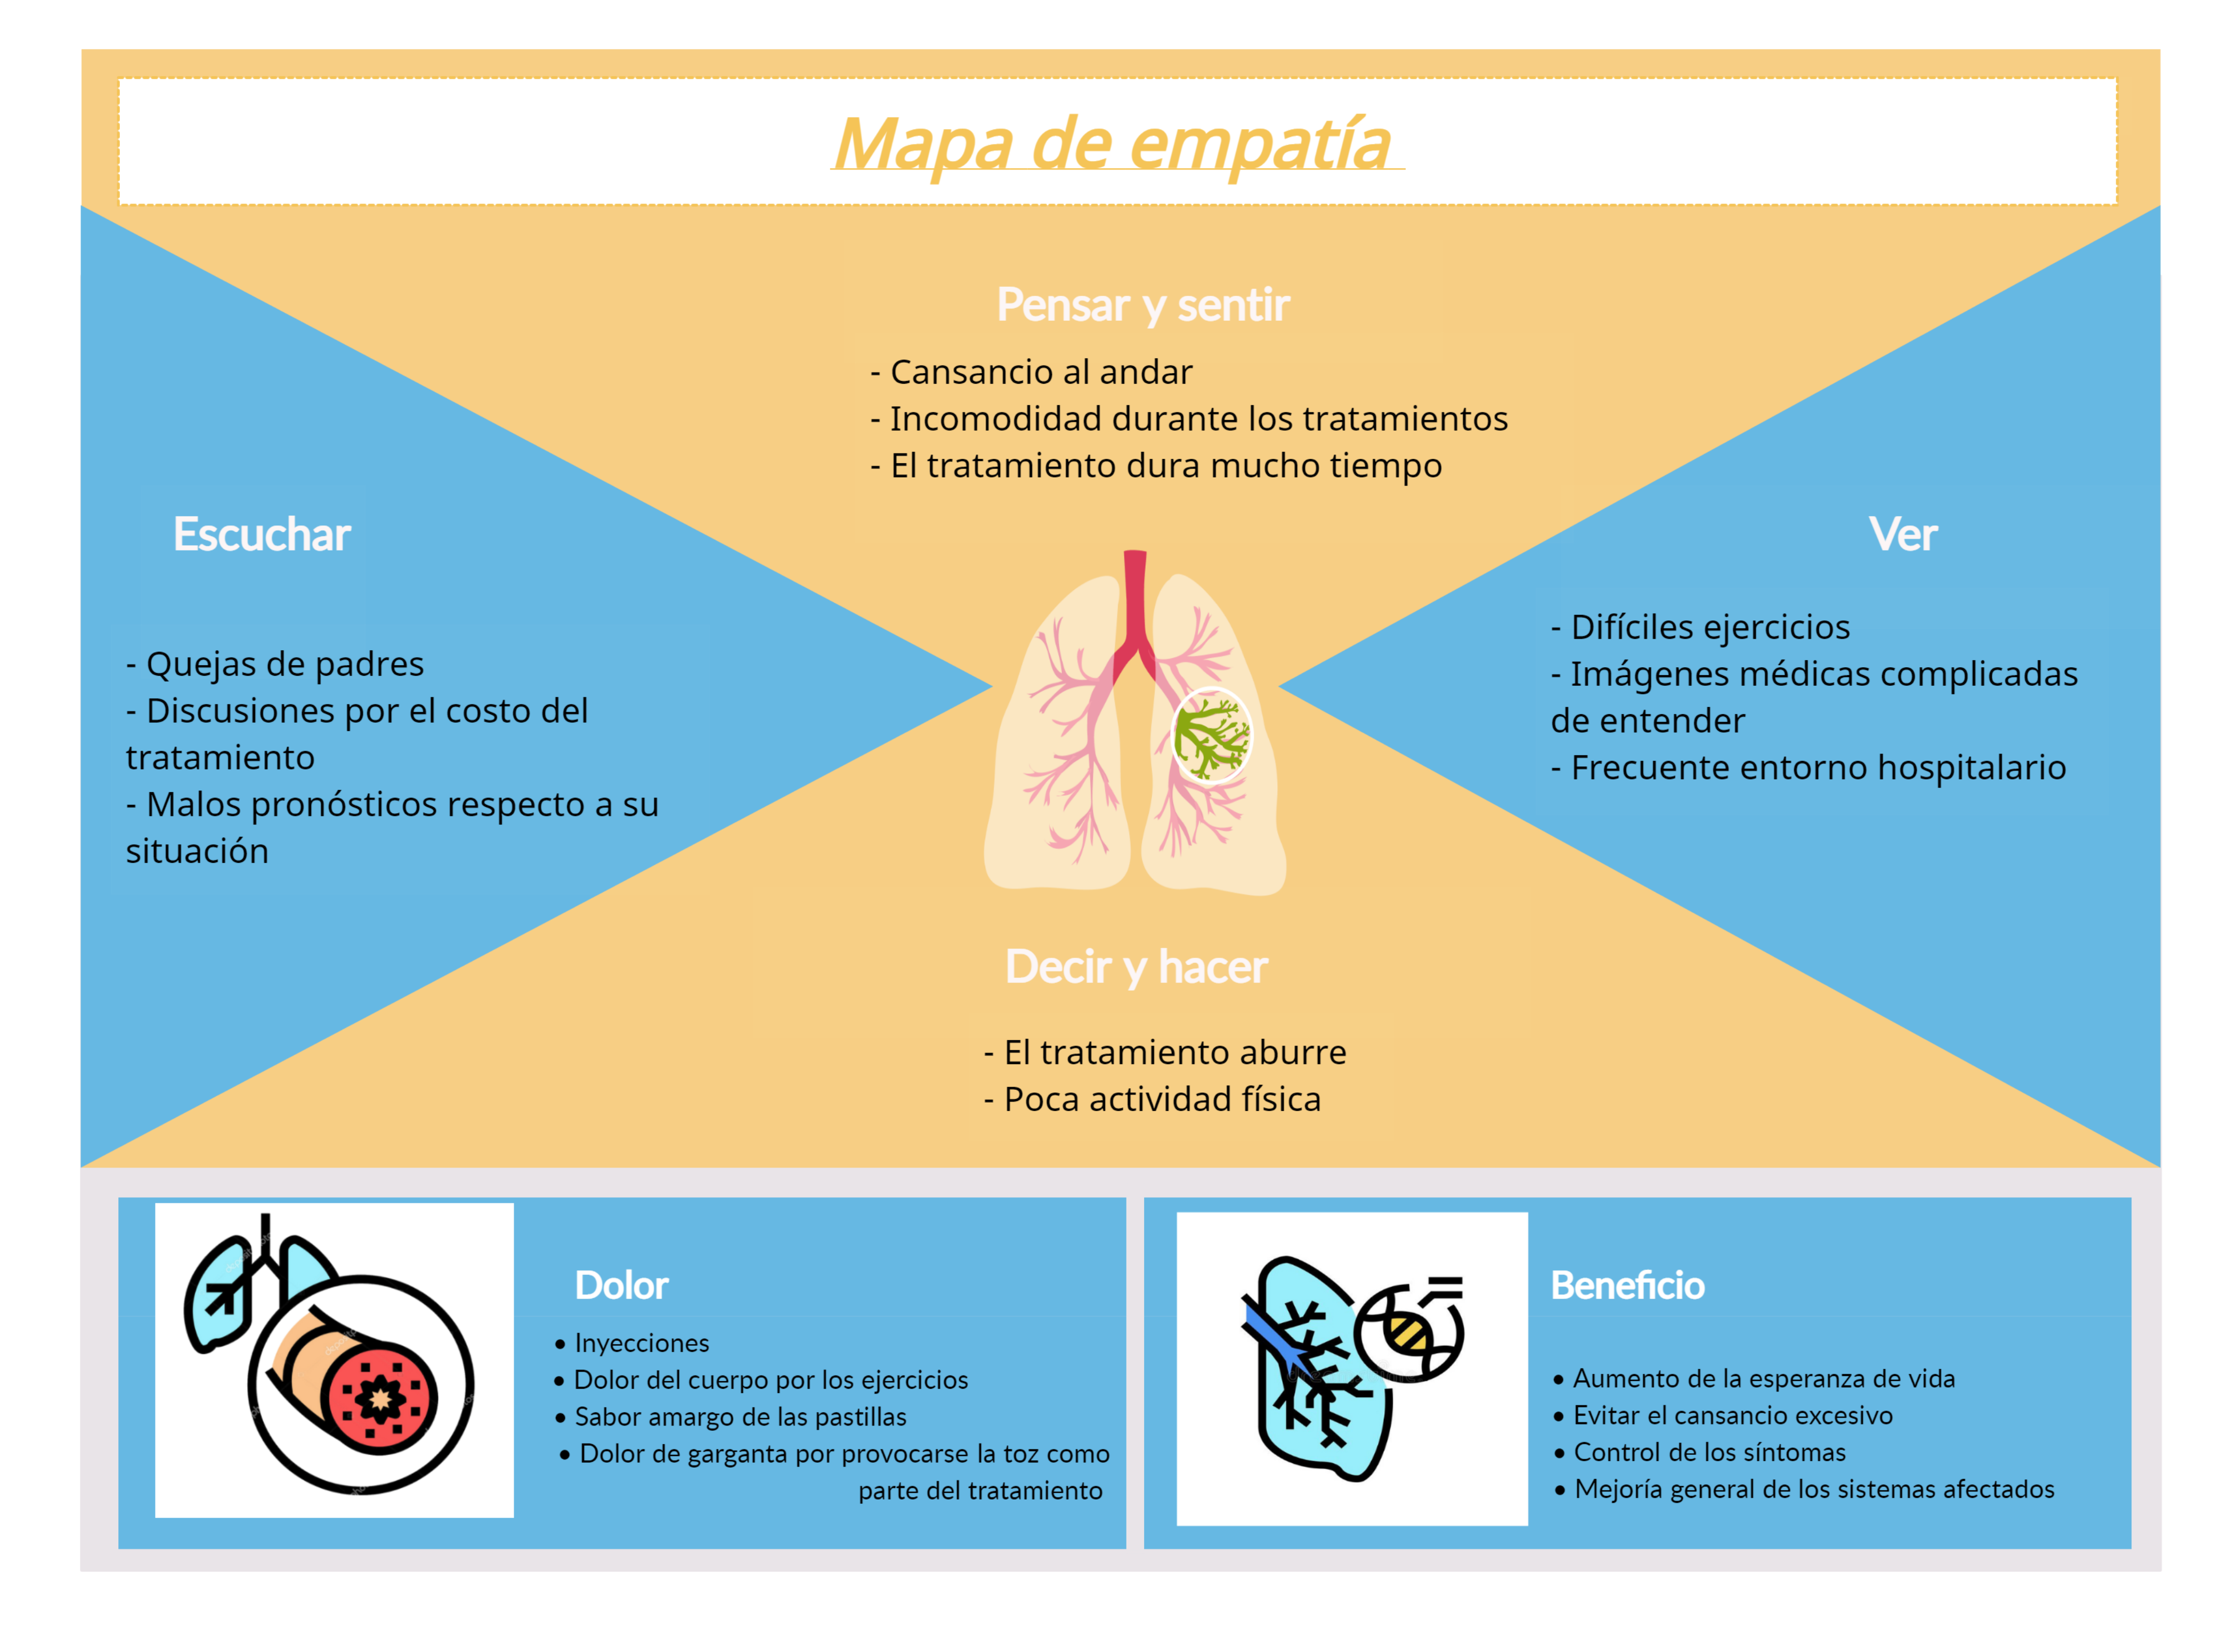 Mapa de empatía
Pensar y sentir
- Cansancio al andar
- Incomodidad durante los tratamientos
- El tratamiento dura mucho tiempo
Escuchar
- Quejas de padres
- Discusiones por el costo del
tratamiento
- Malos pronósticos respecto a su
situación
Ver
- Difíciles ejercicios
- Imágenes médicas complicadas
de entender
- Frecuente entorno hospitalario
Decir y hacer
- El tratamiento aburre
- Poca actividad física
Dolor
• Inyecciones
• Dolor del cuerpo por los ejercicios
• Sabor amargo de las pastillas
• Dolor de garganta por provocarse la toz como
parte del tratamiento
Beneficio
• Aumento de la esperanza de vida
• Evitar el cansancio excesivo
• Control de los síntomas
• Mejoría general de los sistemas afectados